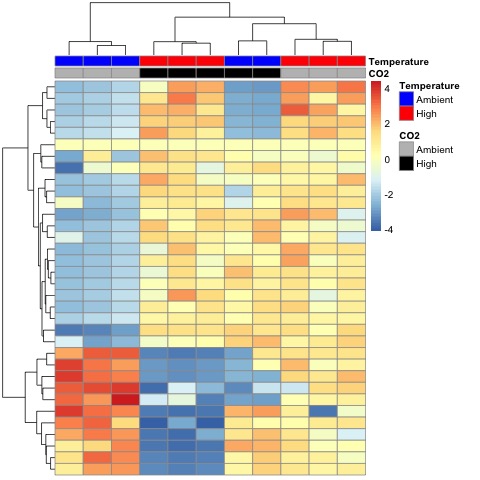 Temperature
CO2
4
2
0
-2
-4
Temperature
Ambient
High
CO2
Ambient
High